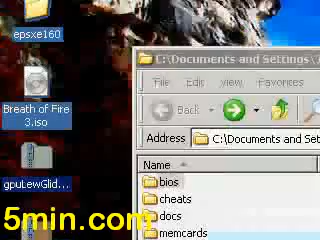 epsxe160
Breath of Fire
3.iso
gpuLewGlid...
5min.com
C:\Documents and Settings\
File Edit View Favorites
Back
Address C:\Documents and Set
Name
bios
cheats
docs
memcards